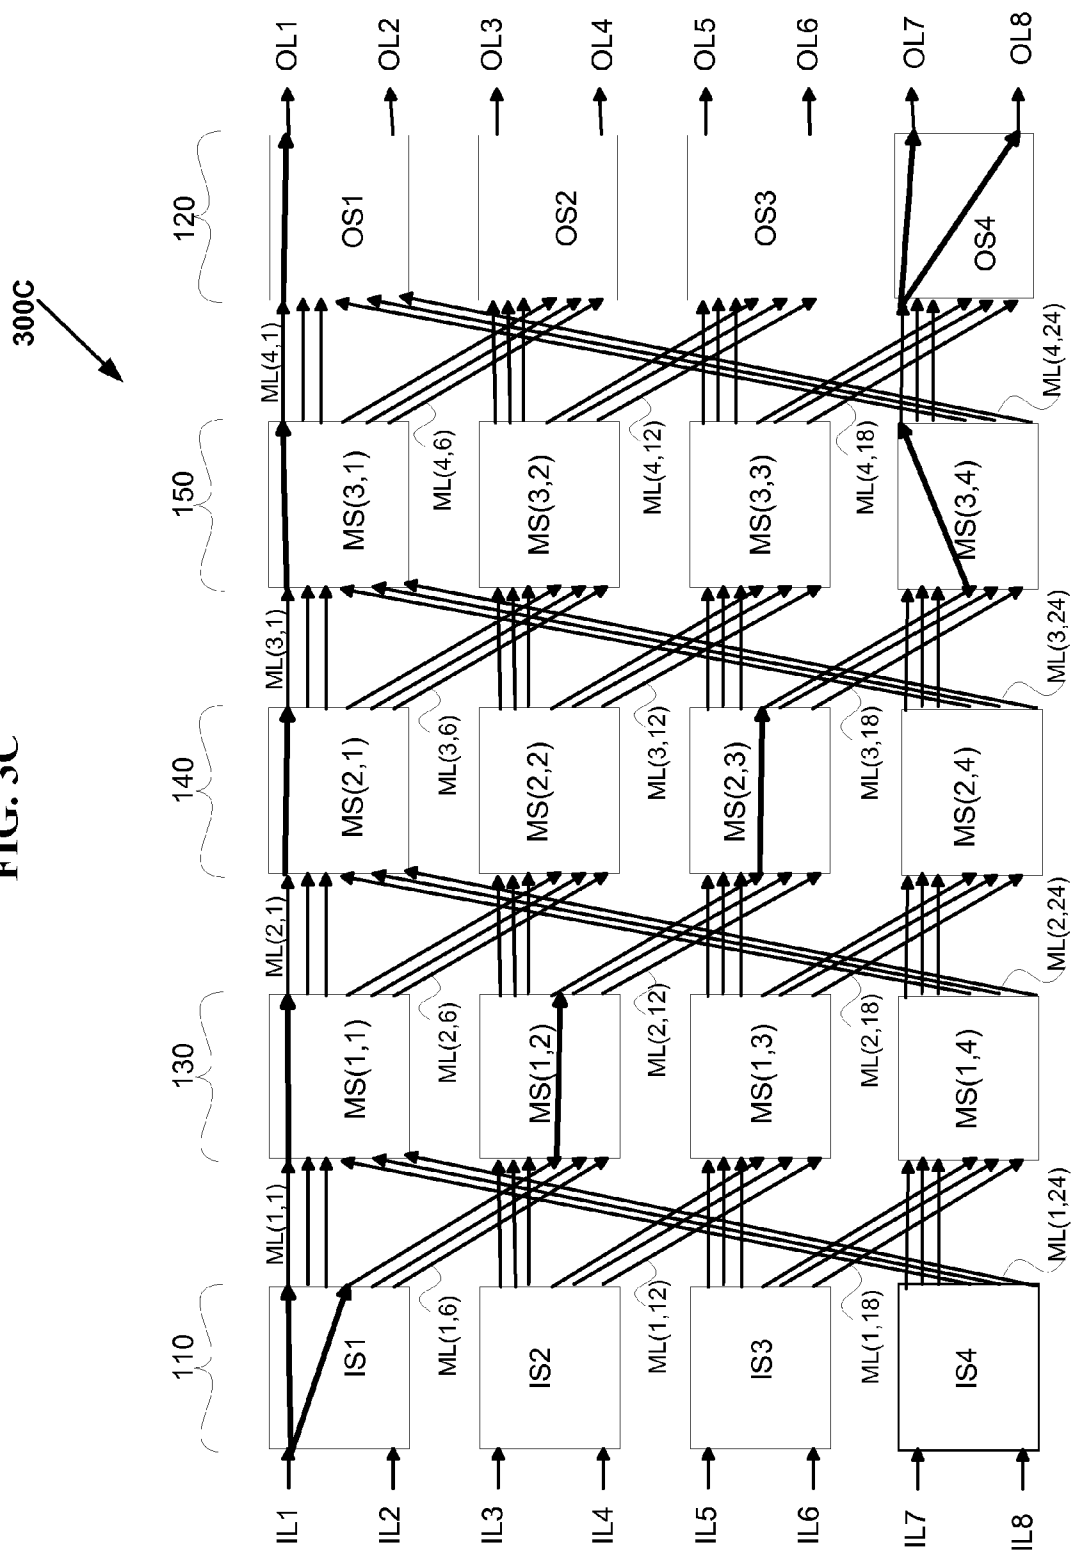 FIG. 3C
300C
110
130
140
150
120
IL1
ML(1,1)
ML(2,1)
ML(3,1)
ML(4,1)
OL1
IS1
MS(1,1)
MS(2,1)
MS(3,1)
OS1
IL2
OL2
ML(1,6)
ML(2,6)
ML(3,6)
ML(4,6)
IL3
OL3
IS2
MS(1,2)
MS(2,2)
MS(3,2)
OS2
IL4
OL4
ML(1,12)
ML(2,12)
ML(3,12)
ML(4,12)
IL5
OL5
IS3
MS(1,3)
MS(2,3)
MS(3,3)
OS3
IL6
OL6
ML(1,18)
ML(2,18)
ML(3,18)
ML(4,18)
IL7
OL7
IS4
MS(1,4)
MS(2,4)
MS(3,4)
OS4
IL8
OL8
ML(1,24)
ML(2,24)
ML(3,24)
ML(4,24)